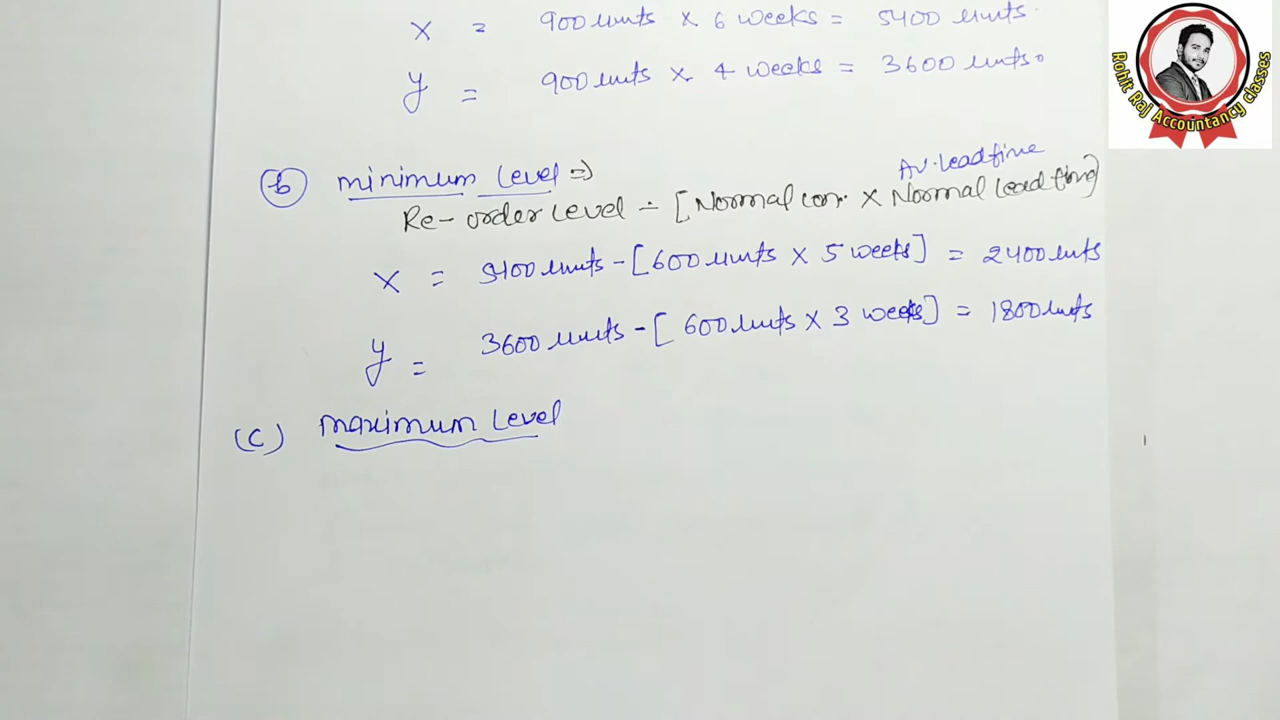 x = 900 units × 6 weeks = 5400 units.
y = 900 units × 4 weeks = 3600 units.
(b) minimum Level =>
Av. Lead time
Re-order Level - [Normal con. × Normal Lead time]
x = 5400 units - [600 units × 5 weeks] = 2400 units
y = 3600 units - [600 units × 3 weeks] = 1800 units
(c) maximum Level
Rohit Raj Accountancy classes